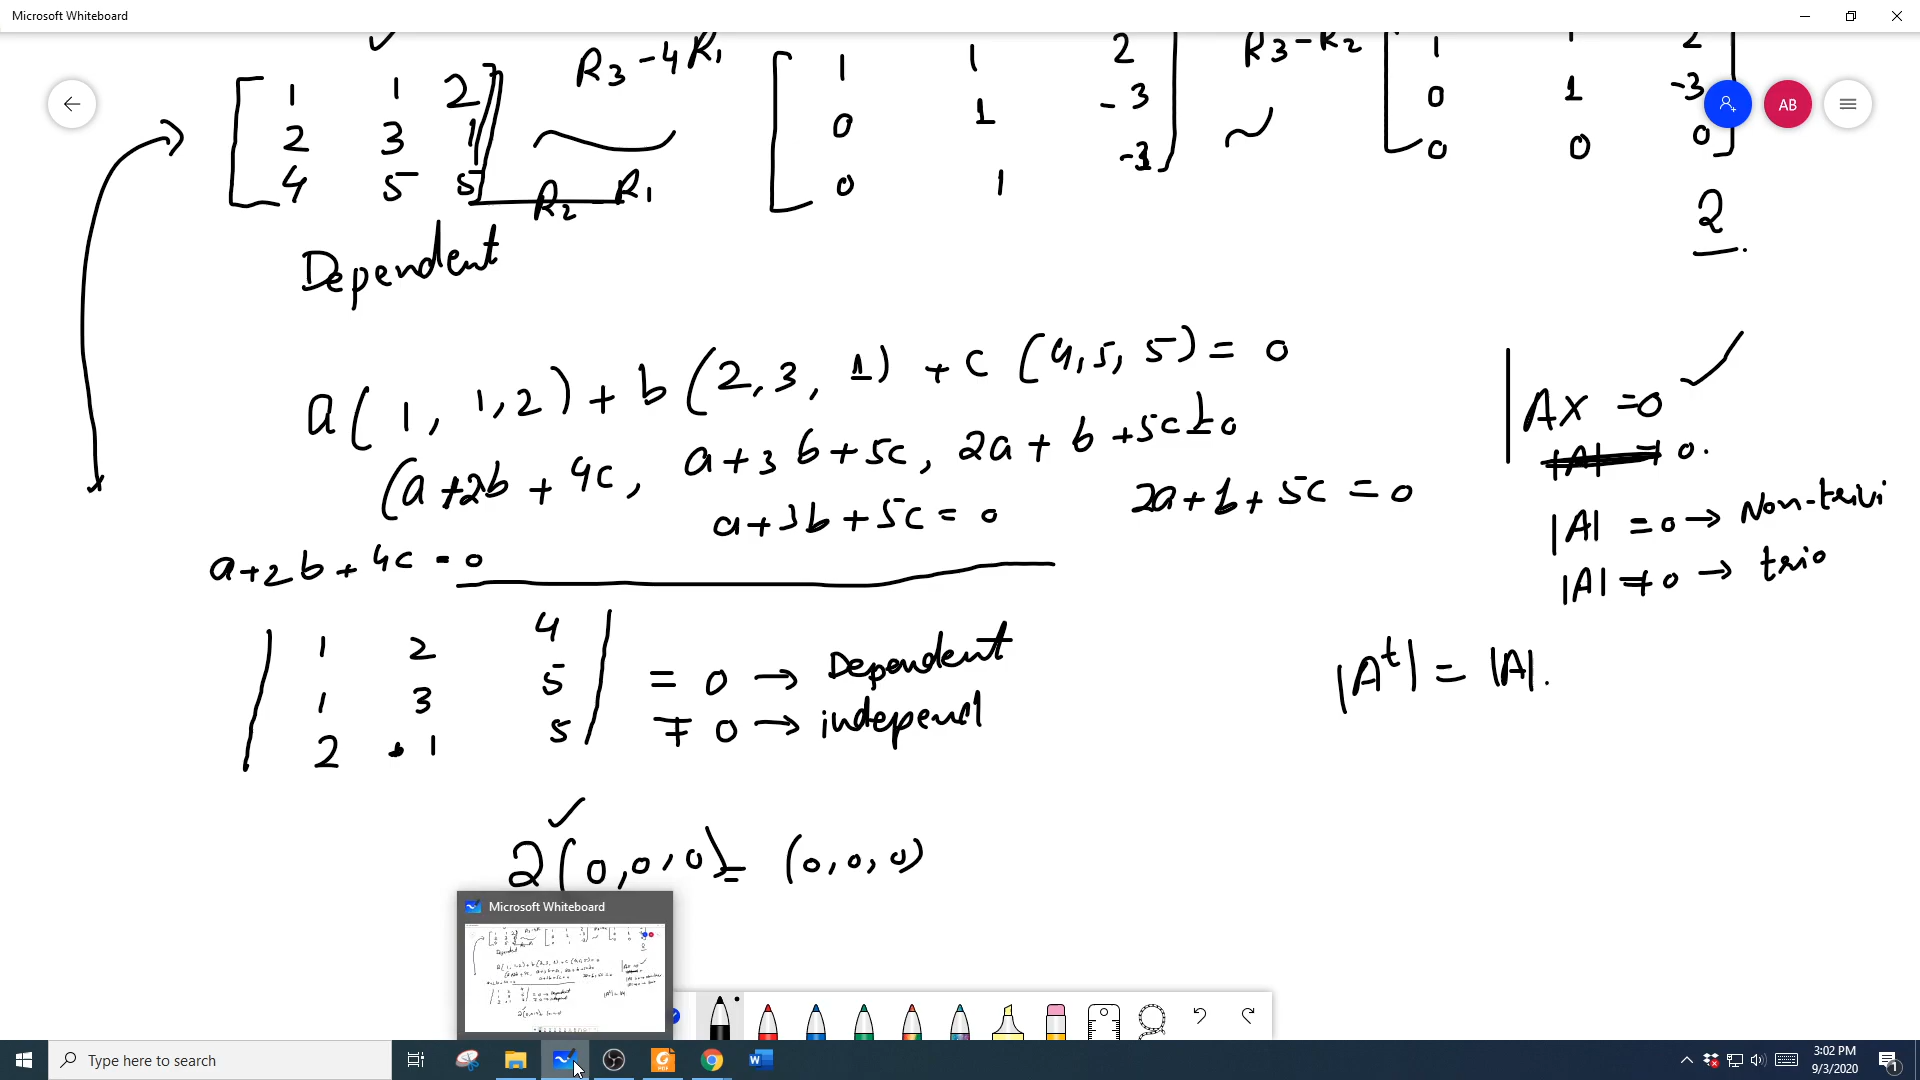 Microsoft Whiteboard
[ 1 1 2 ] R3 - 4R1 [ 1 1 2 ] R3 - R2 [ 1 1 2 ]
[ 2 3 1 ] ~ [ 0 1 -3 ] ~ [ 0 1 -3 ]
[ 4 5 5 ] R2 - R1 [ 0 1 -3 ] [ 0 0 0 ]
AB
2
Dependent
a(1, 1, 2) + b(2, 3, 1) + c(4, 5, 5) = 0
(a+2b + 4c, a+3b+5c, 2a + b +5c) = 0
a+3b+5c = 0 2a+b+5c = 0
a+2b+4c = 0
AX = 0
|A| ≠ 0.
|A| = 0 → Non-trivi
|A| ≠ 0 → trio
| 1 2 4 |
| 1 3 5 | = 0 → Dependent
| 2 1 5 | ≠ 0 → independ
|A^t| = |A|.
2(0,0,0) = (0,0,0)
Microsoft Whiteboard
Type here to search
3:02 PM
9/3/2020
1